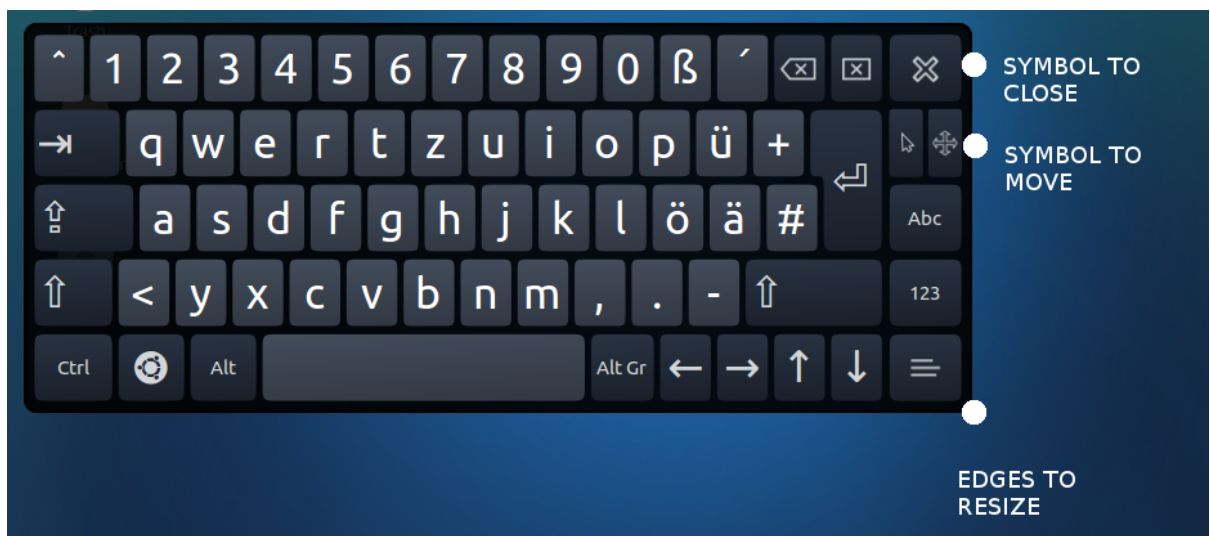 Trash
^ 1 2 3 4 5 6 7 8 9 0 ß ´
SYMBOL TO
CLOSE
q w e r t z u i o p ü +
SYMBOL TO
MOVE
a s d f g h j k l ö ä # Abc
< y x c v b n m , . - 123
Ctrl Alt Alt Gr ← → ↑ ↓
EDGES TO
RESIZE